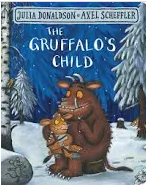 JULIA DONALDSON • AXEL SCHEFFLER
THE
GRUFFALO'S
CHILD